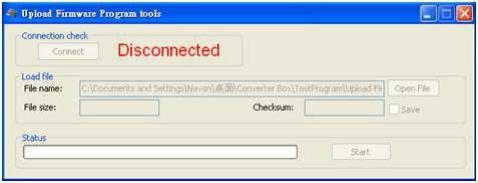 Upload Firmware Program tools
Connection check
Connect
Disconnected
Load file
File name: C:\Documents and Settings\Navan\桌面\Converter Box\TestProgram\Upload Fir Open File
File size: Checksum: Save
Status
Start